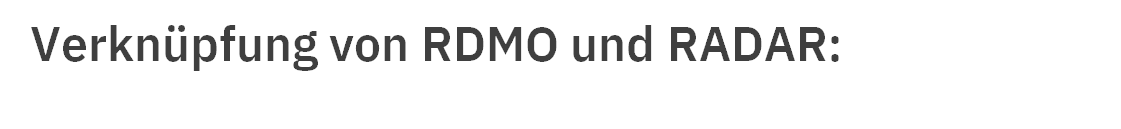 Verknüpfung von RDMO und RADAR: